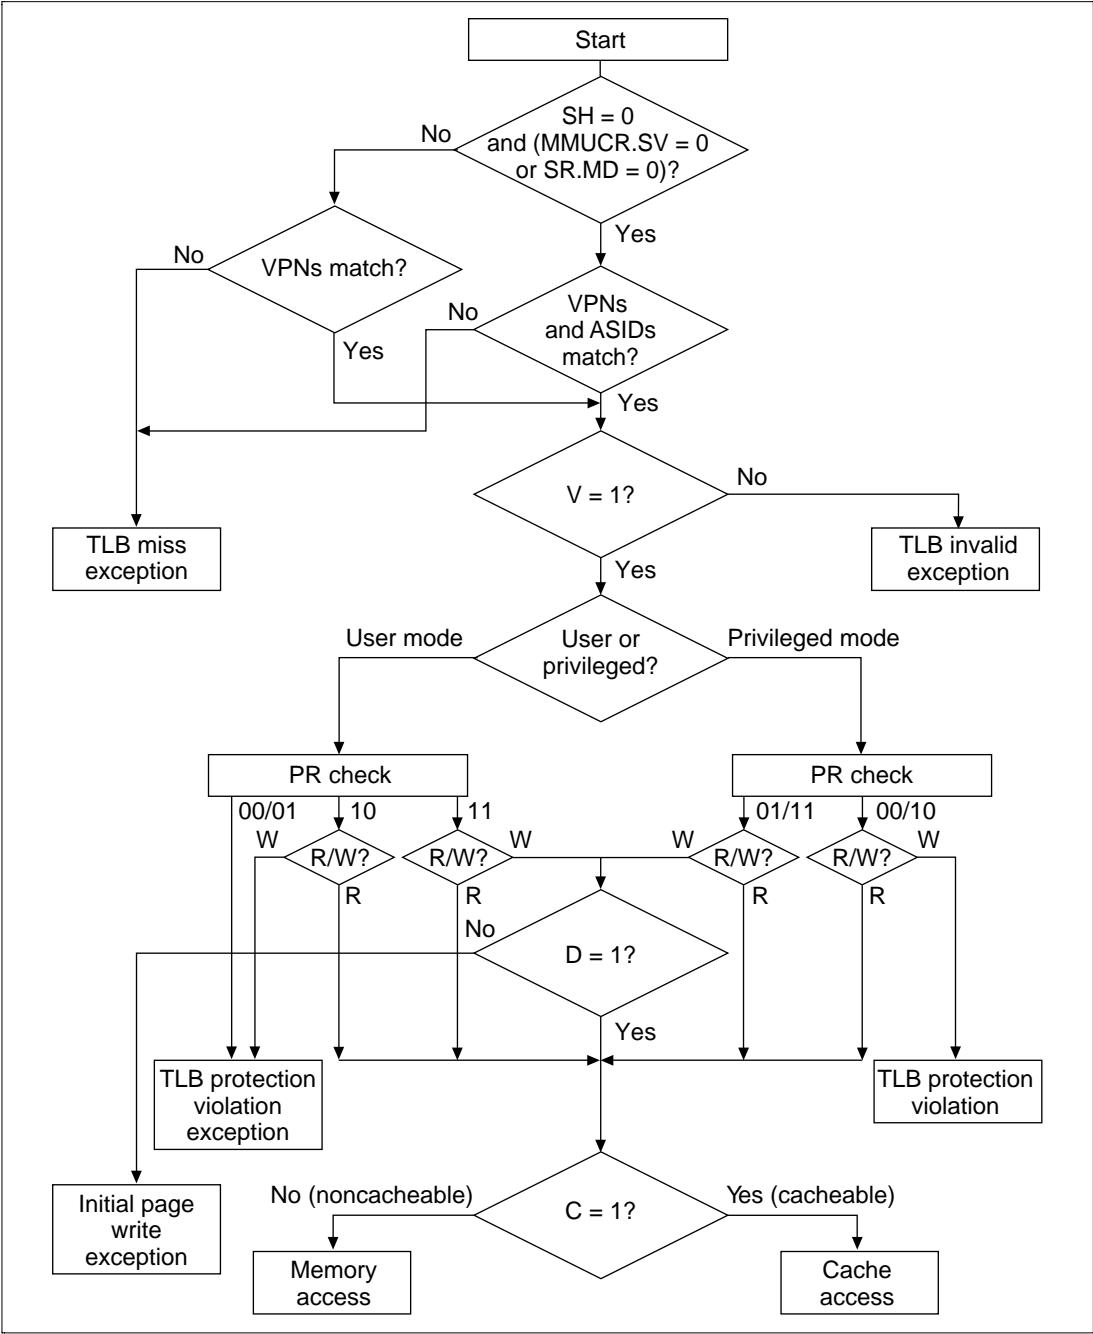 Start
SH = 0
and (MMUCR.SV = 0
or SR.MD = 0)?
No
Yes
VPNs match?
No
Yes
VPNs
and ASIDs
match?
No
Yes
V = 1?
No
Yes
TLB miss
exception
TLB invalid
exception
User or
privileged?
User mode
Privileged mode
PR check
PR check
00/01
10
11
01/11
00/10
W
R/W?
R/W?
W
W
R/W?
R/W?
W
R
R
R
R
No
D = 1?
Yes
TLB protection
violation
exception
TLB protection
violation
Initial page
write
exception
No (noncacheable)
C = 1?
Yes (cacheable)
Memory
access
Cache
access